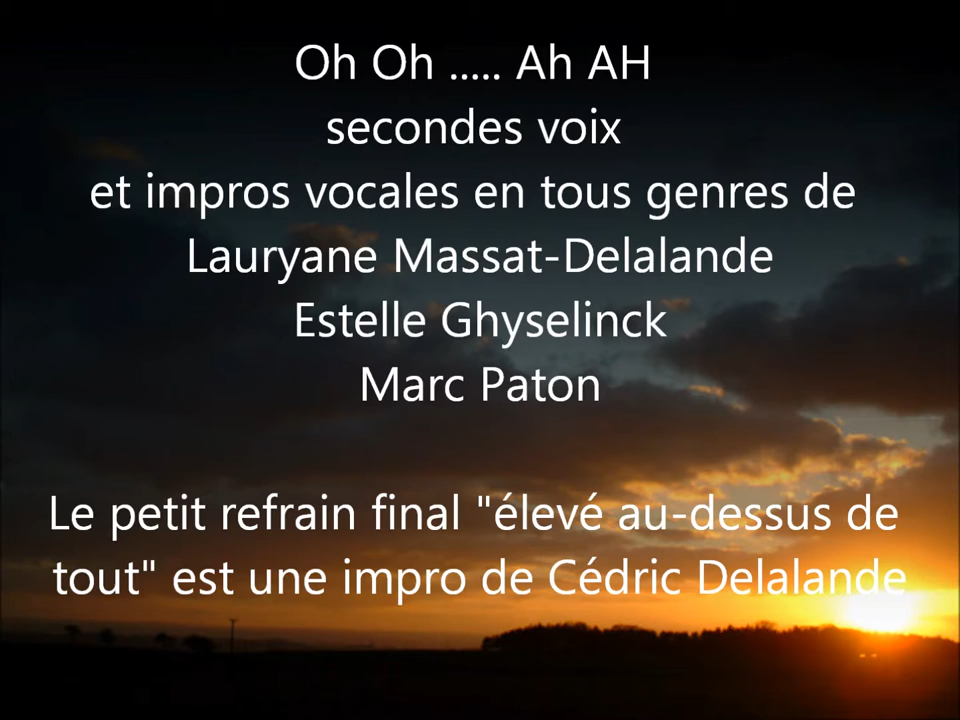 Oh Oh ..... Ah AH
secondes voix
et impros vocales en tous genres de
Lauryane Massat-Delalande
Estelle Ghyselinck
Marc Paton
Le petit refrain final "élevé au-dessus de
tout" est une impro de Cédric Delalande